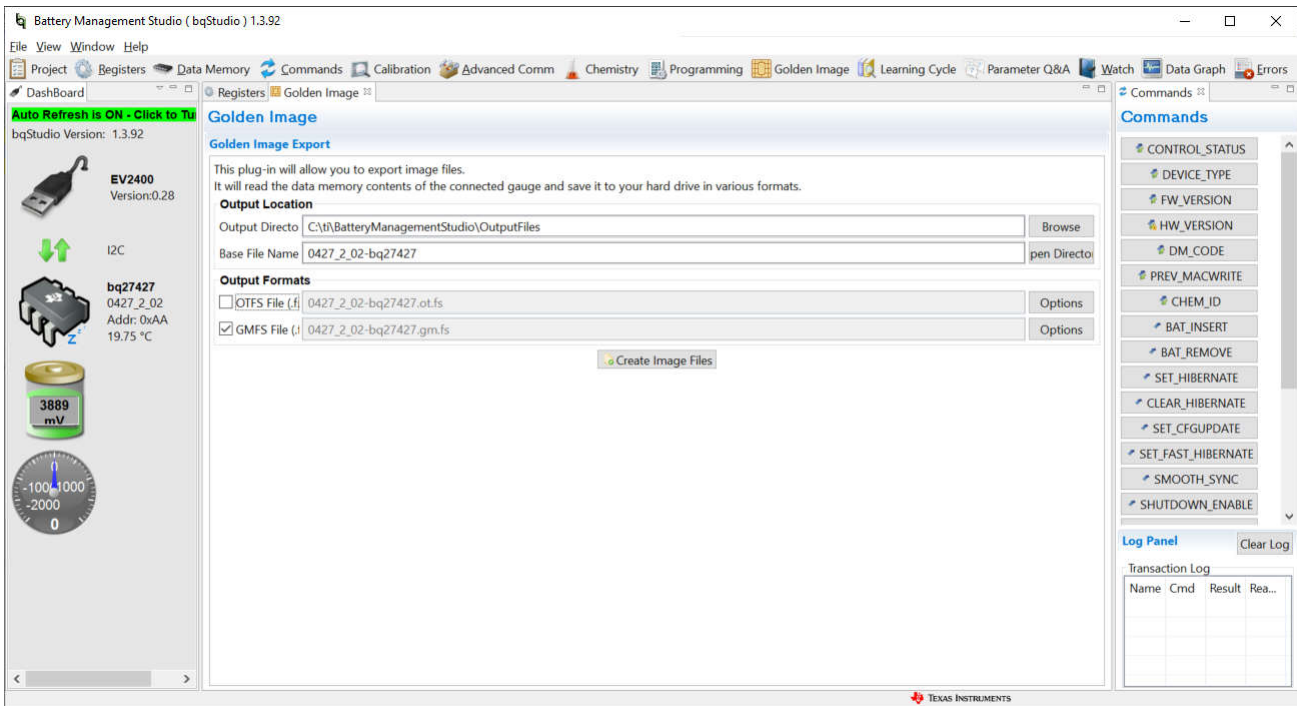 Battery Management Studio ( bqStudio ) 1.3.92
File View Window Help
Project Registers Data Memory Commands Calibration Advanced Comm Chemistry Programming Golden Image Learning Cycle Parameter Q&A Watch Data Graph Errors
DashBoard
Auto Refresh is ON - Click to Tu
bqStudio Version: 1.3.92
EV2400
Version:0.28
I2C
bq27427
0427_2_02
Addr: 0xAA
19.75 °C
z z
3889
mV
0
-100 1000
-2000
0
Registers Golden Image
Golden Image
Golden Image Export
This plug-in will allow you to export image files.
It will read the data memory contents of the connected gauge and save it to your hard drive in various formats.
Output Location
Output Directo C:\ti\BatteryManagementStudio\OutputFiles Browse
Base File Name 0427_2_02-bq27427 pen Director
Output Formats
OTFS File (.f 0427_2_02-bq27427.ot.fs Options
GMFS File (.f 0427_2_02-bq27427.gm.fs Options
Create Image Files
Commands
Commands
CONTROL_STATUS
DEVICE_TYPE
FW_VERSION
HW_VERSION
DM_CODE
PREV_MACWRITE
CHEM_ID
BAT_INSERT
BAT_REMOVE
SET_HIBERNATE
CLEAR_HIBERNATE
SET_CFGUPDATE
SET_FAST_HIBERNATE
SMOOTH_SYNC
SHUTDOWN_ENABLE
Log Panel Clear Log
Transaction Log
Name Cmd Result Rea...
TEXAS INSTRUMENTS